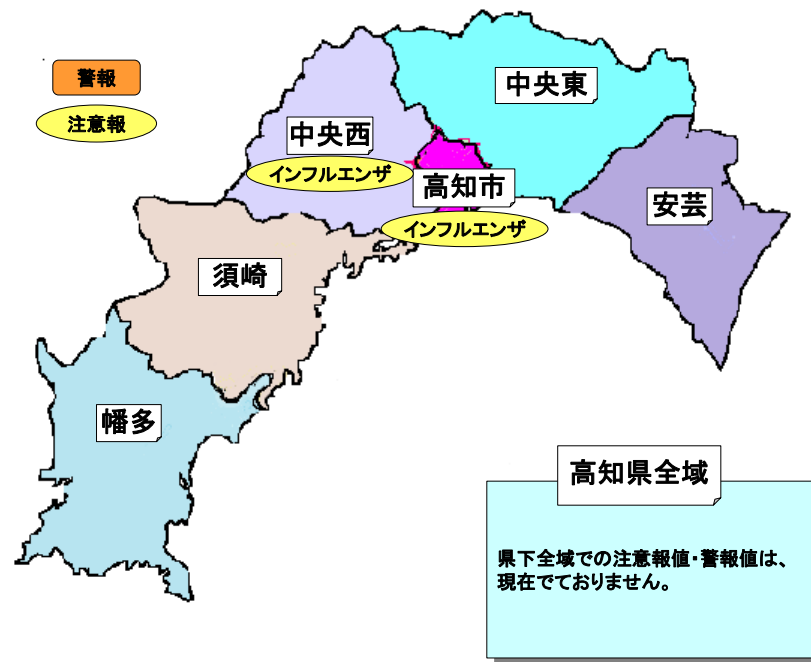 警報
注意報
中央東
中央西
インフルエンザ
高知市
インフルエンザ
安芸
須崎
幡多
高知県全域
県下全域での注意報値・警報値は、
現在でておりません。